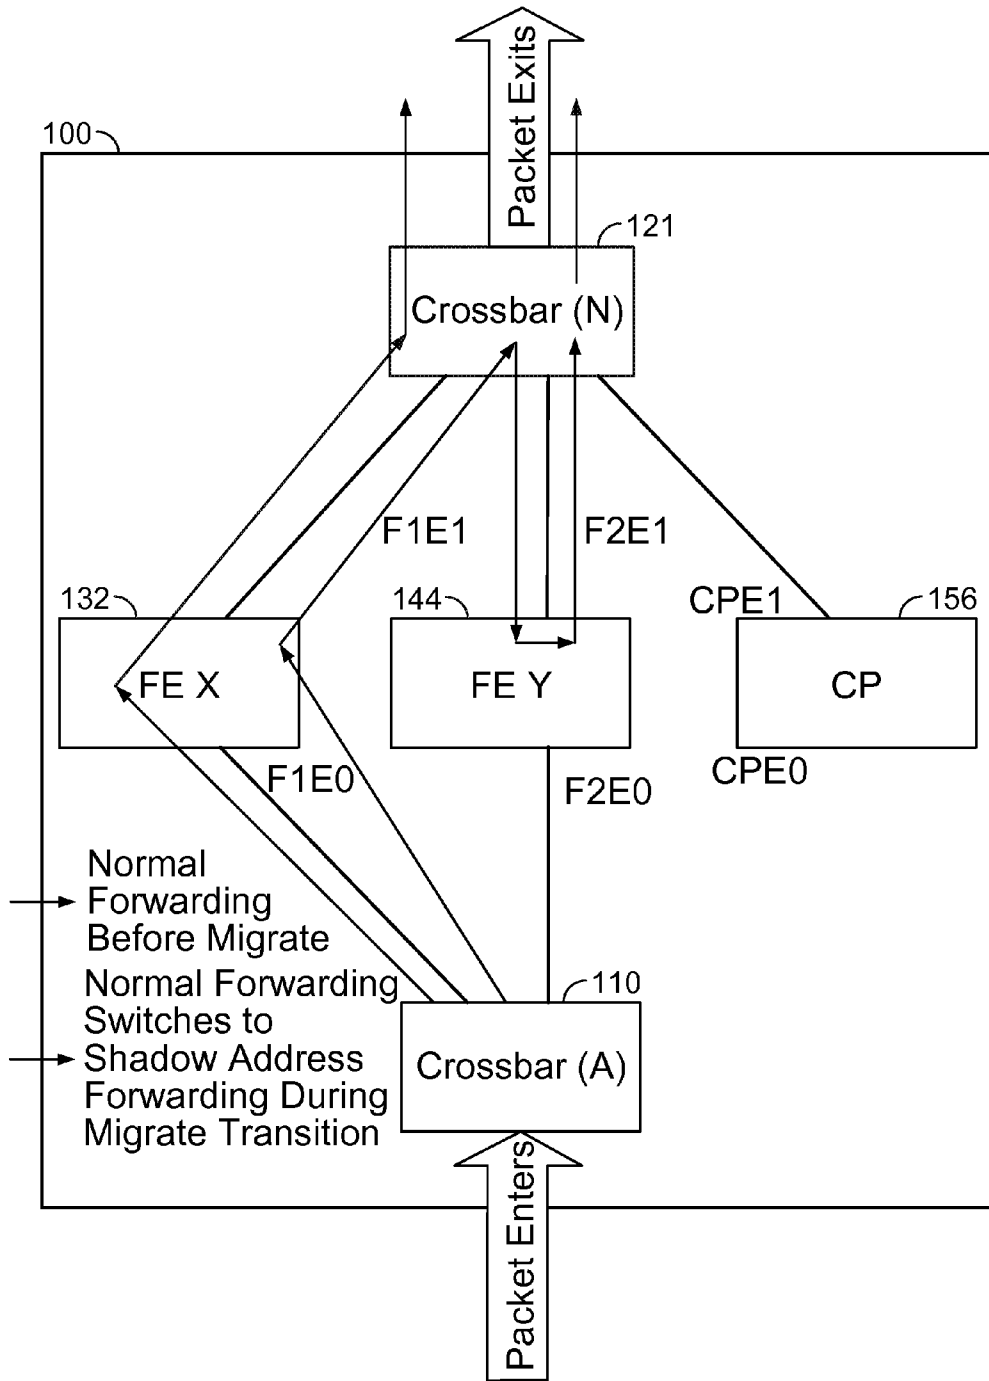 Packet Exits
100
121
Crossbar (N)
F1E1
F2E1
132
144
CPE1
156
FE X
FE Y
CP
F1E0
F2E0
CPE0
Normal
Forwarding
Before Migrate
Normal Forwarding
Switches to
Shadow Address
Forwarding During
Migrate Transition
110
Crossbar (A)
Packet Enters